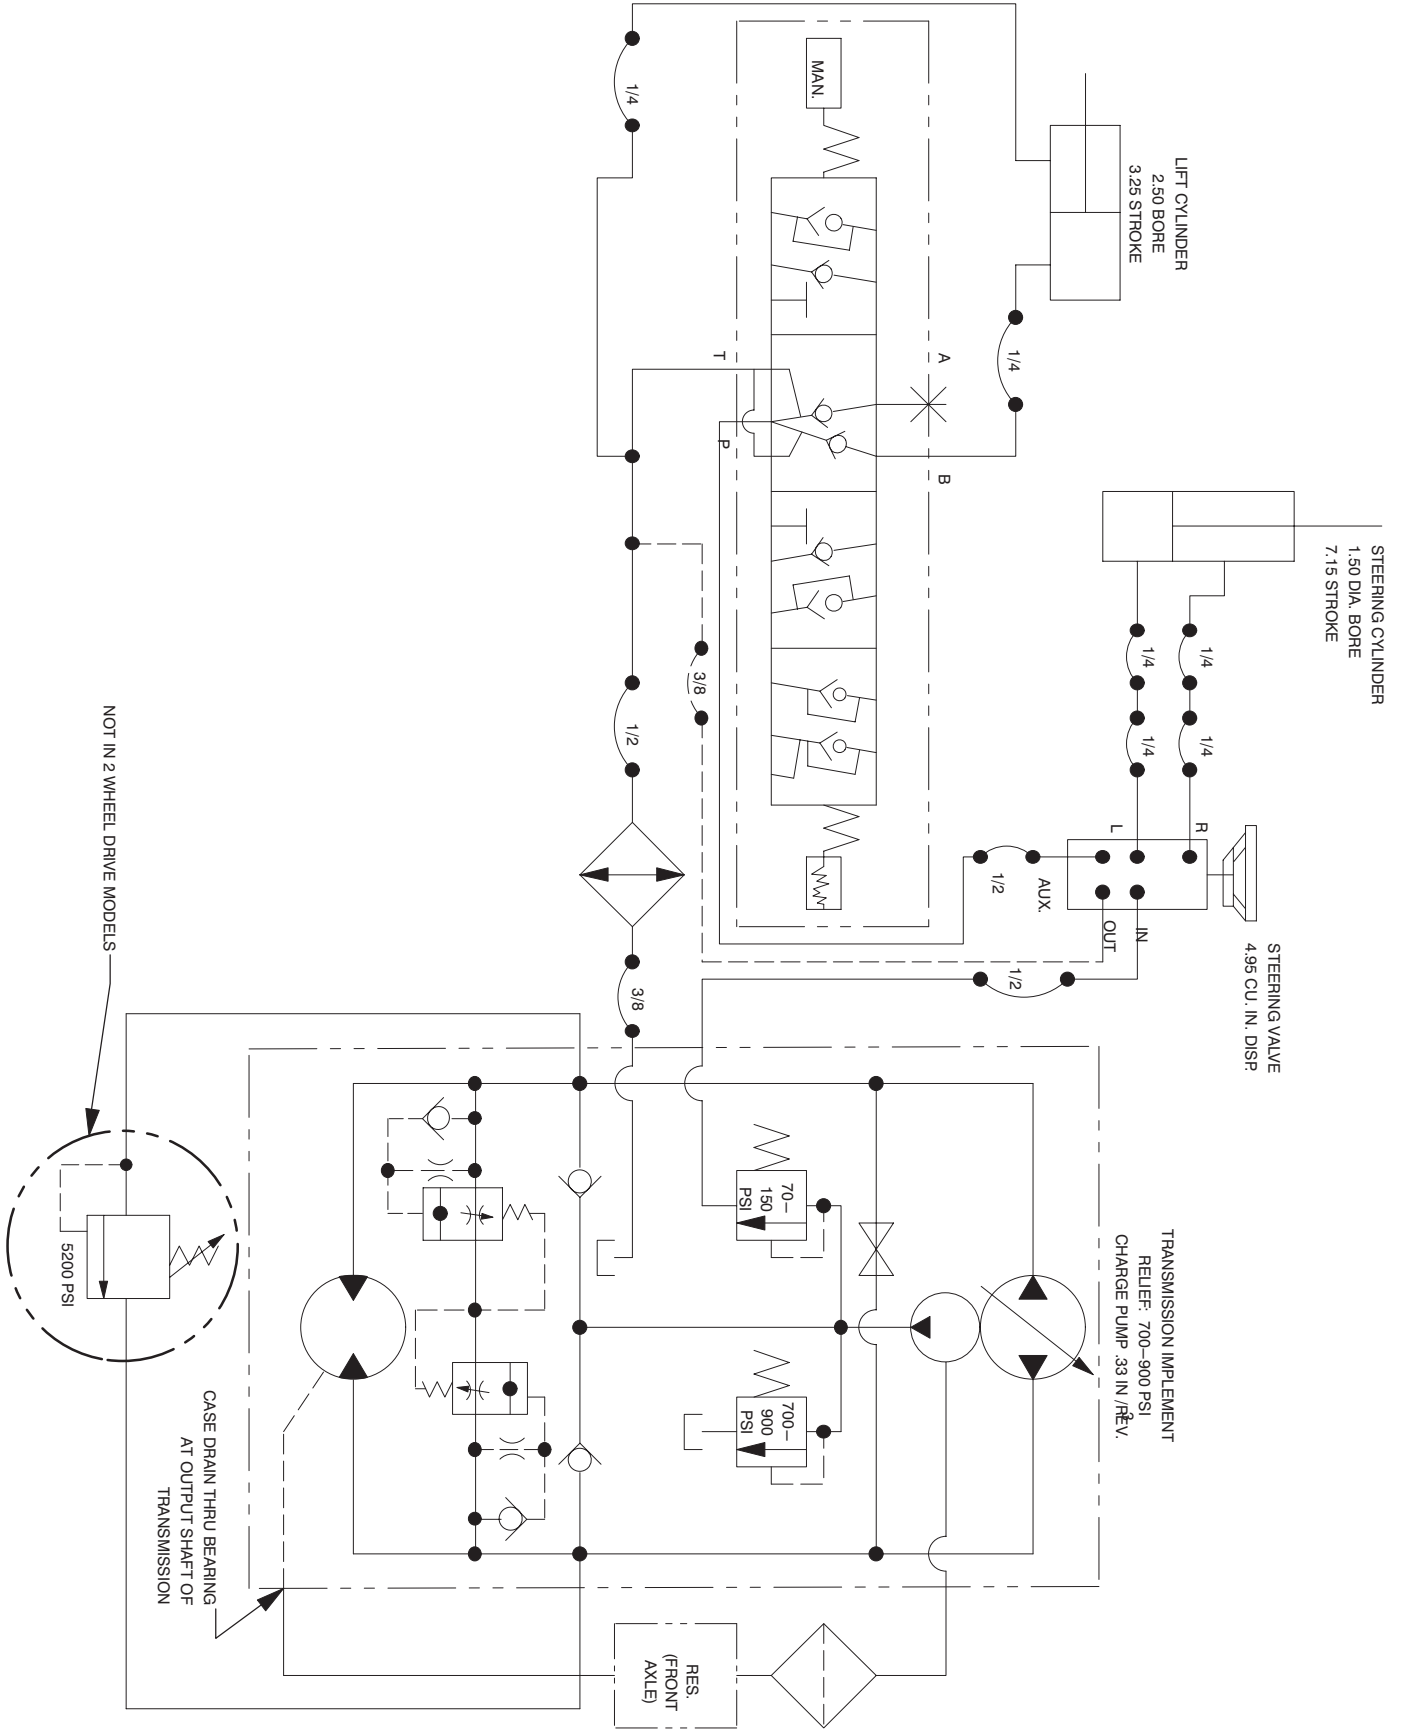 STEERING CYLINDER
1.50 DIA. BORE
7.15 STROKE
STEERING VALVE
4.95 CU. IN. DISP.
LIFT CYLINDER
2.50 BORE
3.25 STROKE
TRANSMISSION IMPLEMENT
RELIEF: 700–900 PSI
CHARGE PUMP .33 IN /REV.
3
1/4
1/4
1/4
1/4
R
L
IN
OUT
AUX.
1/2
1/2
1/4
A
B
MAN.
T
P
1/4
3/8
1/2
3/8
70–
150
PSI
700–
900
PSI
RES.
(FRONT
AXLE)
CASE DRAIN THRU BEARING
AT OUTPUT SHAFT OF
TRANSMISSION
NOT IN 2 WHEEL DRIVE MODELS
5200 PSI